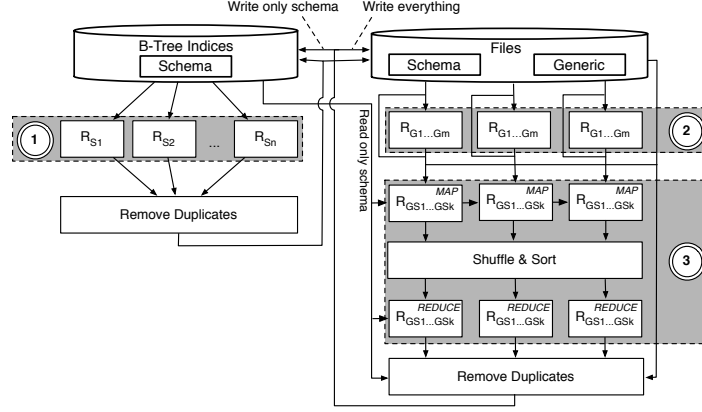 Write only schema
Write everything
B-Tree Indices
Schema
Files
Schema
Generic
1
RS1
RS2
...
RSn
Remove Duplicates
Read only schema
RG1...Gm
RG1...Gm
RG1...Gm
2
MAP
RGS1...GSk
MAP
RGS1...GSk
MAP
RGS1...GSk
Shuffle & Sort
3
REDUCE
RGS1...GSk
REDUCE
RGS1...GSk
REDUCE
RGS1...GSk
Remove Duplicates